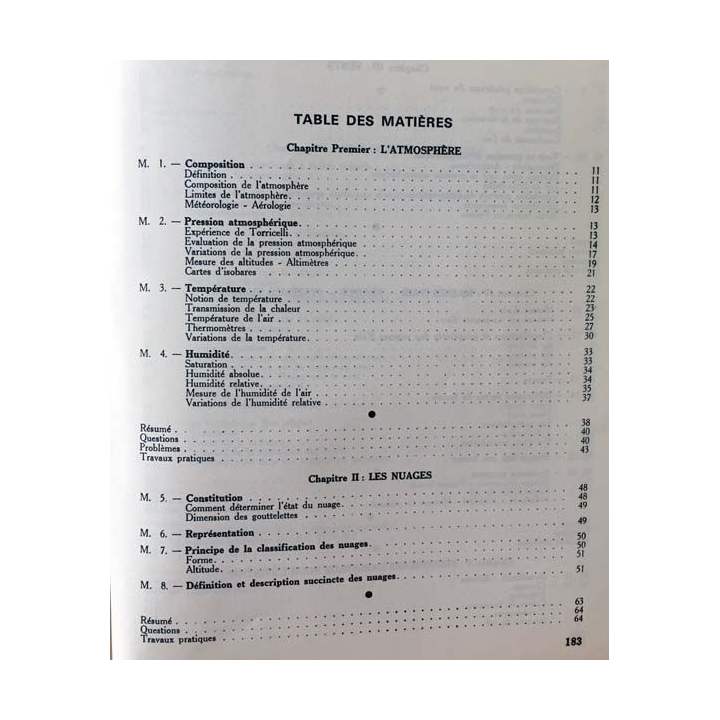 TABLE DES MATIÈRES
Chapitre Premier : L'ATMOSPHÈRE
M. 1. — Composition . . . 11
Définition . . . 11
Composition de l'atmosphère . . . 11
Limites de l'atmosphère . . . 12
Météorologie - Aérologie . . . 13
M. 2. — Pression atmosphérique . . . 13
Expérience de Torricelli . . . 13
Evaluation de la pression atmosphérique . . . 14
Variations de la pression atmosphérique . . . 17
Mesure des altitudes - Altimètres . . . 19
Cartes d'isobares . . . 21
M. 3. — Température . . . 22
Notion de température . . . 22
Transmission de la chaleur . . . 23
Température de l'air . . . 25
Thermomètres . . . 27
Variations de la température . . . 30
M. 4. — Humidité . . . 33
Saturation . . . 33
Humidité absolue . . . 34
Humidité relative . . . 34
Mesure de l'humidité de l'air . . . 35
Variations de l'humidité relative . . . 37
Résumé . . . 38
Questions . . . 40
Problèmes . . . 40
Travaux pratiques . . . 43
Chapitre II : LES NUAGES
M. 5. — Constitution . . . 48
Comment déterminer l'état du nuage . . . 48
Dimension des gouttelettes . . . 49
M. 6. — Représentation . . . 49
M. 7. — Principe de la classification des nuages . . . 50
Forme . . . 50
Altitude . . . 51
M. 8. — Définition et description succincte des nuages . . . 51
Résumé . . . 63
Questions . . . 64
Travaux pratiques . . . 64
183